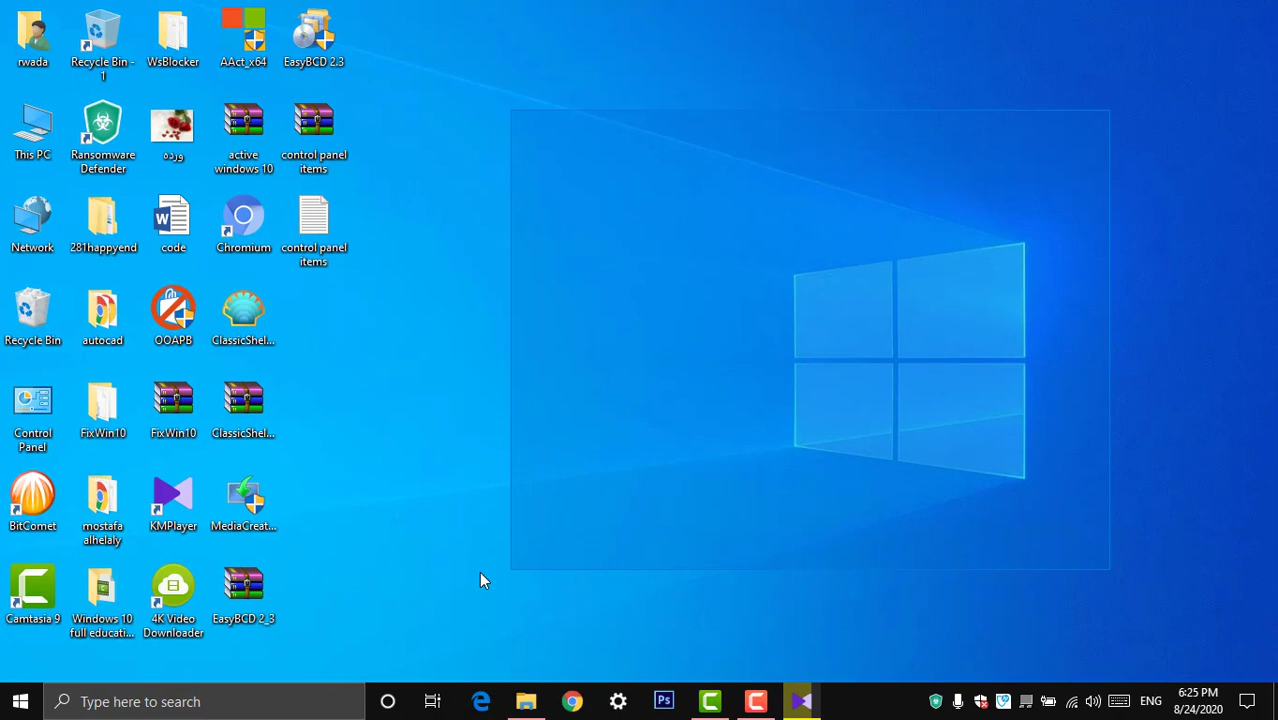 rwada
Recycle Bin -
1
WsBlocker
AAct_x64
EasyBCD 2.3
This PC
Ransomware
Defender
وردة
active
windows 10
control panel
items
Network
281happyend
code
Chromium
control panel
items
Recycle Bin
autocad
OOAPB
ClassicShel...
Control
Panel
FixWin10
FixWin10
ClassicShel...
BitComet
mostafa
alhelaly
KMPlayer
MediaCreat...
Camtasia 9
Windows 10
full educati...
4K Video
Downloader
EasyBCD 2_3
Type here to search
Ps
ENG
6:25 PM
8/24/2020